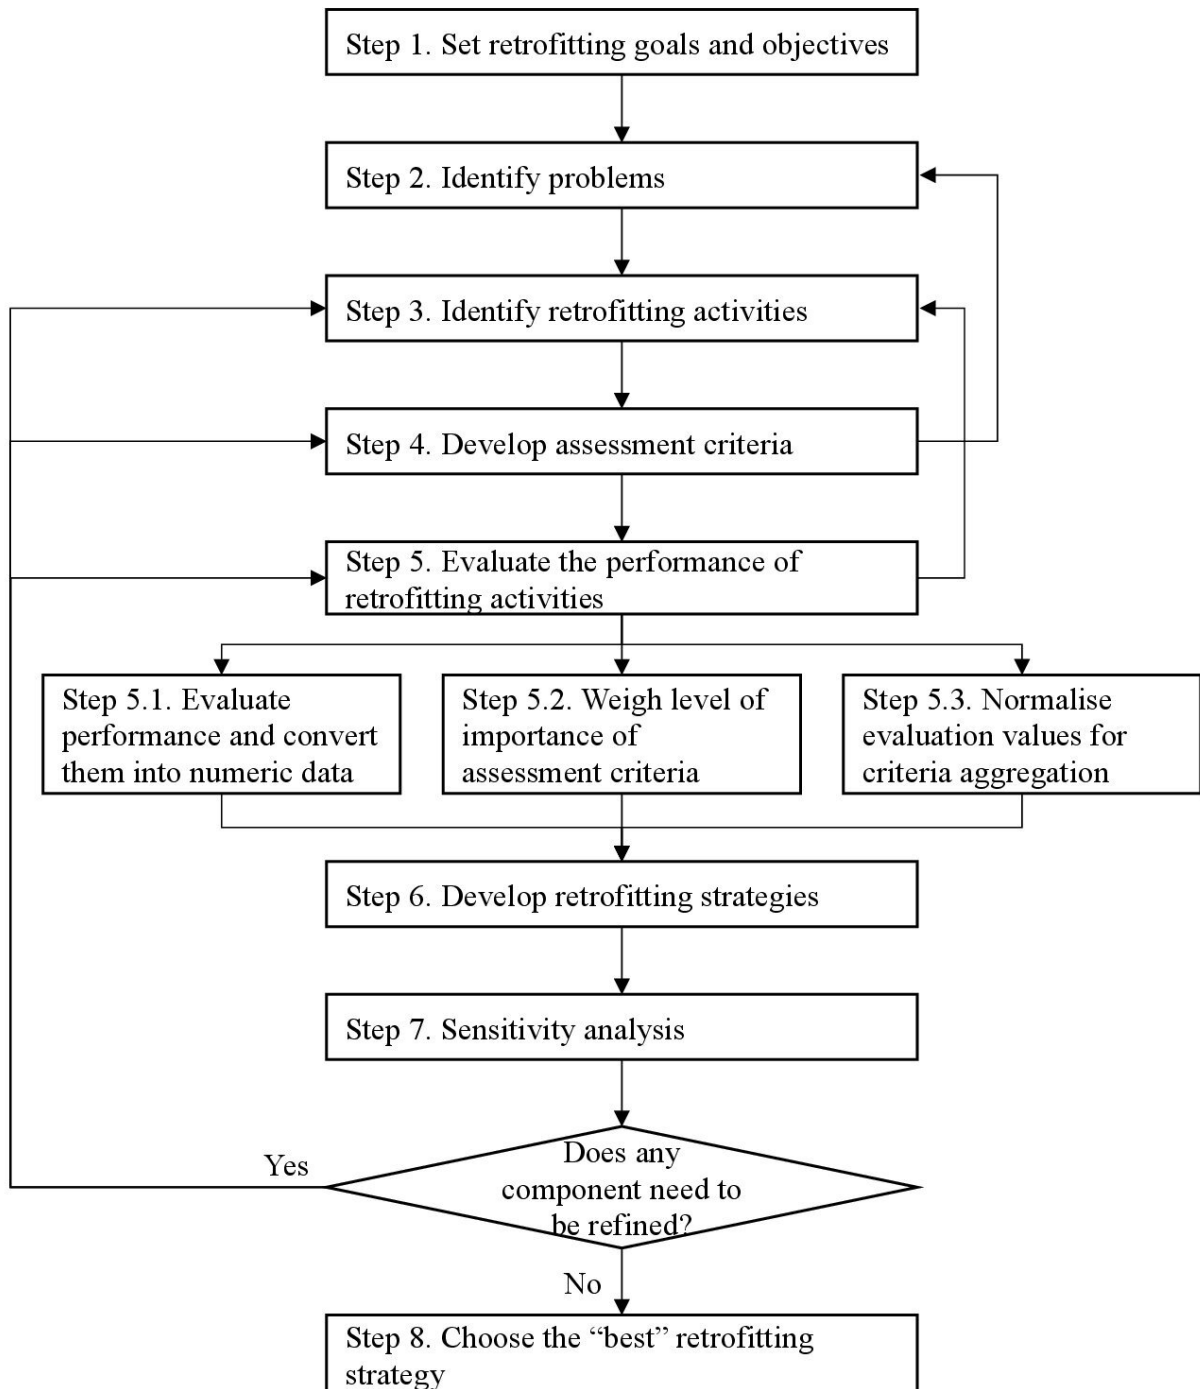 Step 1. Set retrofitting goals and objectives
Step 2. Identify problems
Step 3. Identify retrofitting activities
Step 4. Develop assessment criteria
Step 5. Evaluate the performance of
retrofitting activities
Step 5.1. Evaluate
performance and convert
them into numeric data
Step 5.2. Weigh level of
importance of
assessment criteria
Step 5.3. Normalise
evaluation values for
criteria aggregation
Step 6. Develop retrofitting strategies
Step 7. Sensitivity analysis
Yes
Does any
component need to
be refined?
No
Step 8. Choose the “best” retrofitting
strategy